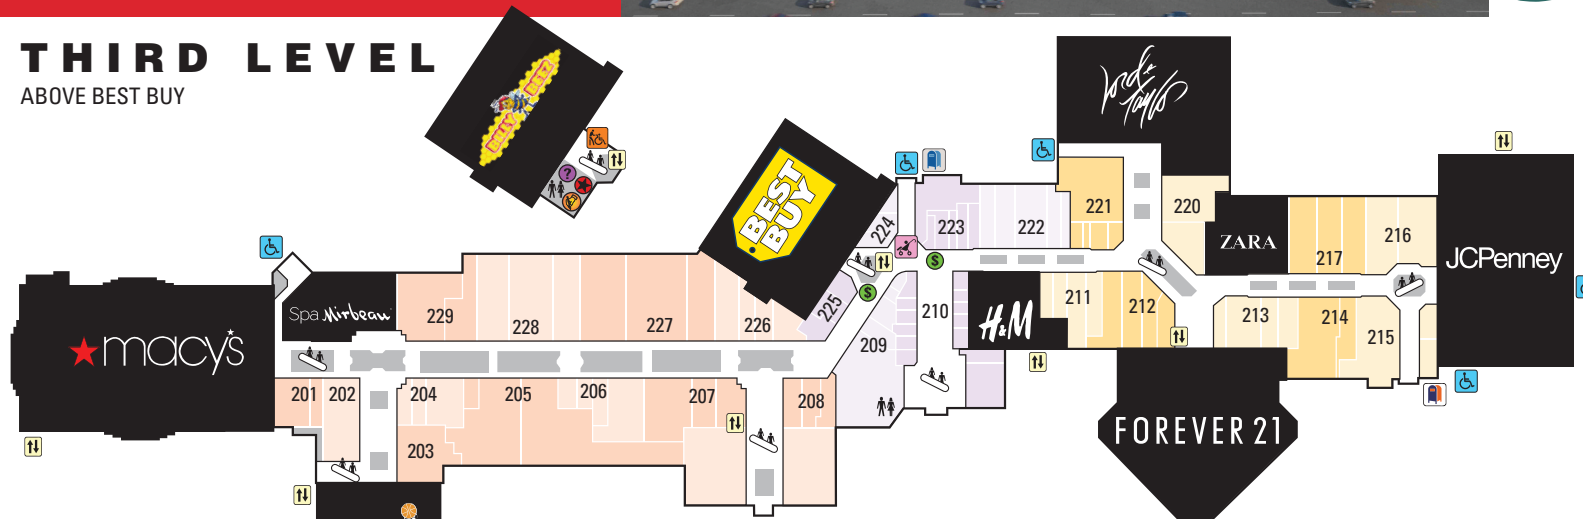 THIRD LEVEL
ABOVE BEST BUY
BULY
BEEZ
?
Lord & Taylor
BEST
BUY
224
223
222
221
220
ZARA
217
216
JCPenney
$
$
225
210
H&M
211
212
213
214
215
209
macy's
Spa Mirbeau
229
228
227
226
201
202
204
205
206
207
208
203
FOREVER 21